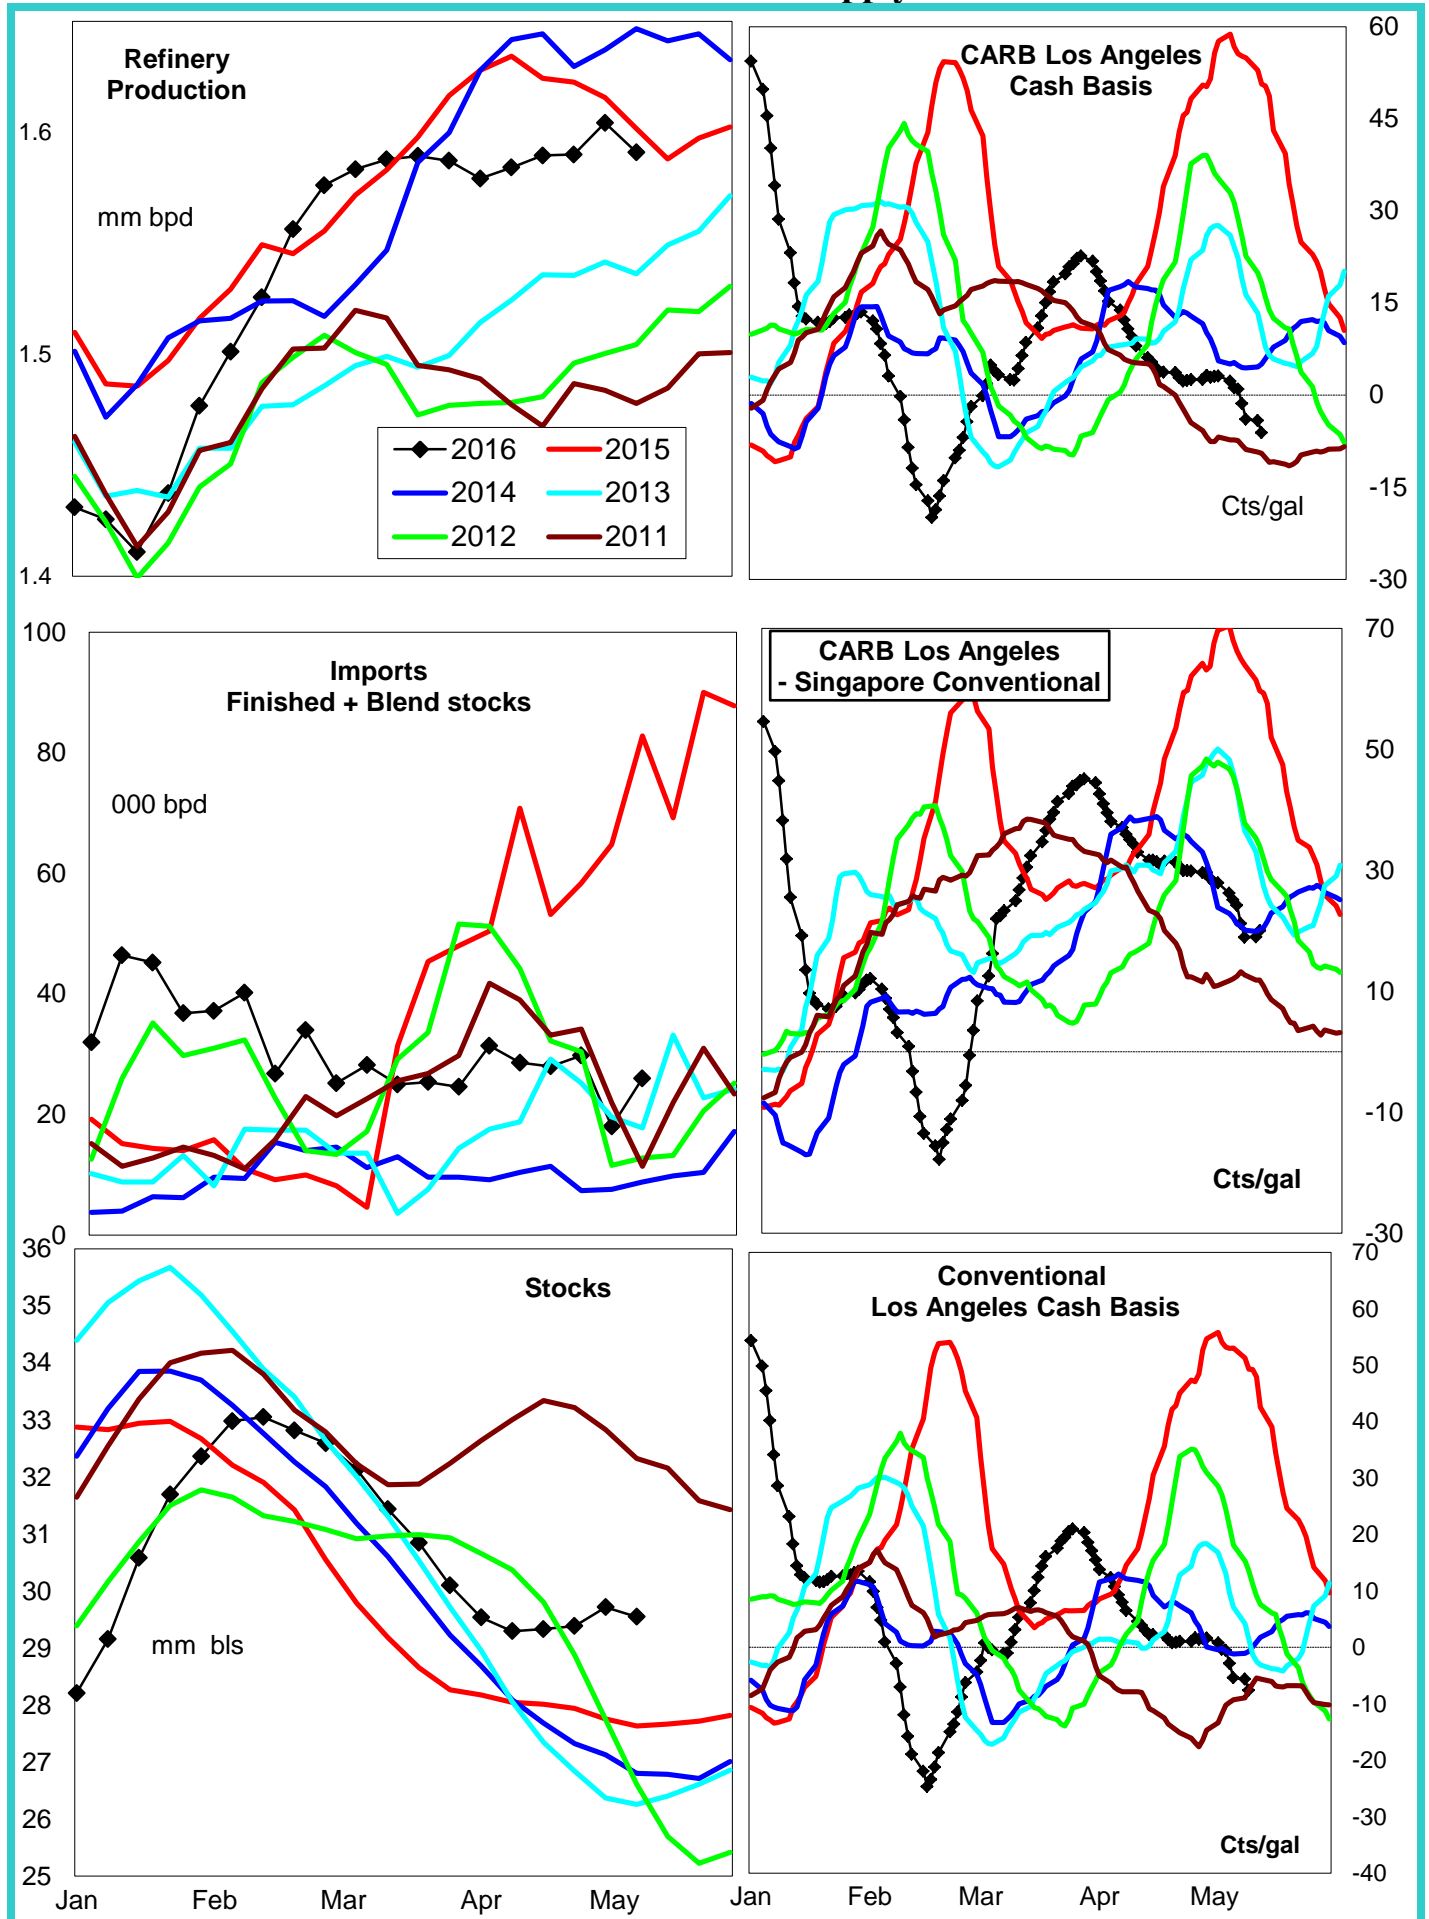 Refinery
Production
mm bpd
1.6
1.5
1.4
2016
2015
2014
2013
2012
2011
CARB Los Angeles
Cash Basis
Cts/gal
60
45
30
15
0
-15
-30
Imports
Finished + Blend stocks
000 bpd
100
80
60
40
20
0
CARB Los Angeles
- Singapore Conventional
Cts/gal
70
50
30
10
-10
-30
Stocks
mm bls
36
35
34
33
32
31
30
29
28
27
26
25
Jan
Feb
Mar
Apr
May
Conventional
Los Angeles Cash Basis
Cts/gal
70
60
50
40
30
20
10
0
-10
-20
-30
-40
Jan
Feb
Mar
Apr
May